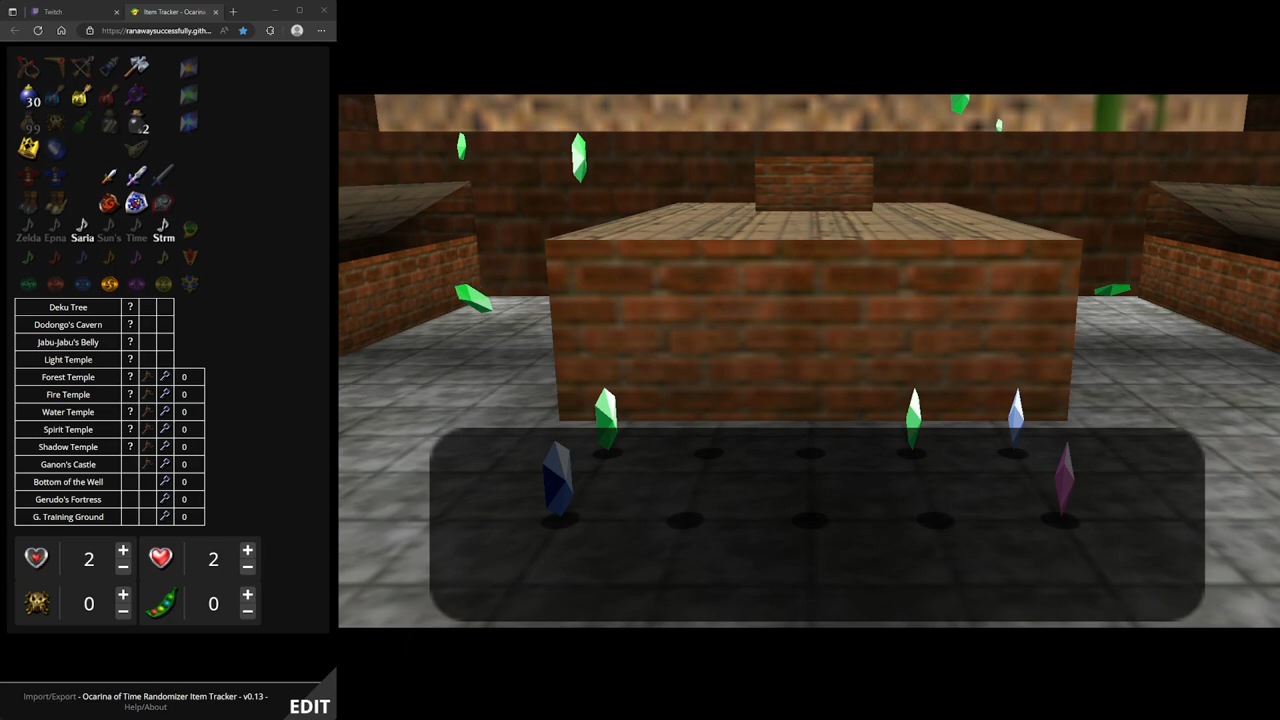 Twitch
Item Tracker - Ocarina
https://ranawaysuccessfully.gith...
30
99
2
Zelda Epna Saria Sun's Time Strm
Deku Tree ?
Dodongo's Cavern ?
Jabu-Jabu's Belly ?
Light Temple ?
Forest Temple ? 0
Fire Temple ? 0
Water Temple ? 0
Spirit Temple ? 0
Shadow Temple ? 0
Ganon's Castle 0
Bottom of the Well 0
Gerudo's Fortress 0
G. Training Ground 0
2 + − 2 + −
0 + − 0 + −
Import/Export - Ocarina of Time Randomizer Item Tracker - v0.13 -
Help/About
EDIT